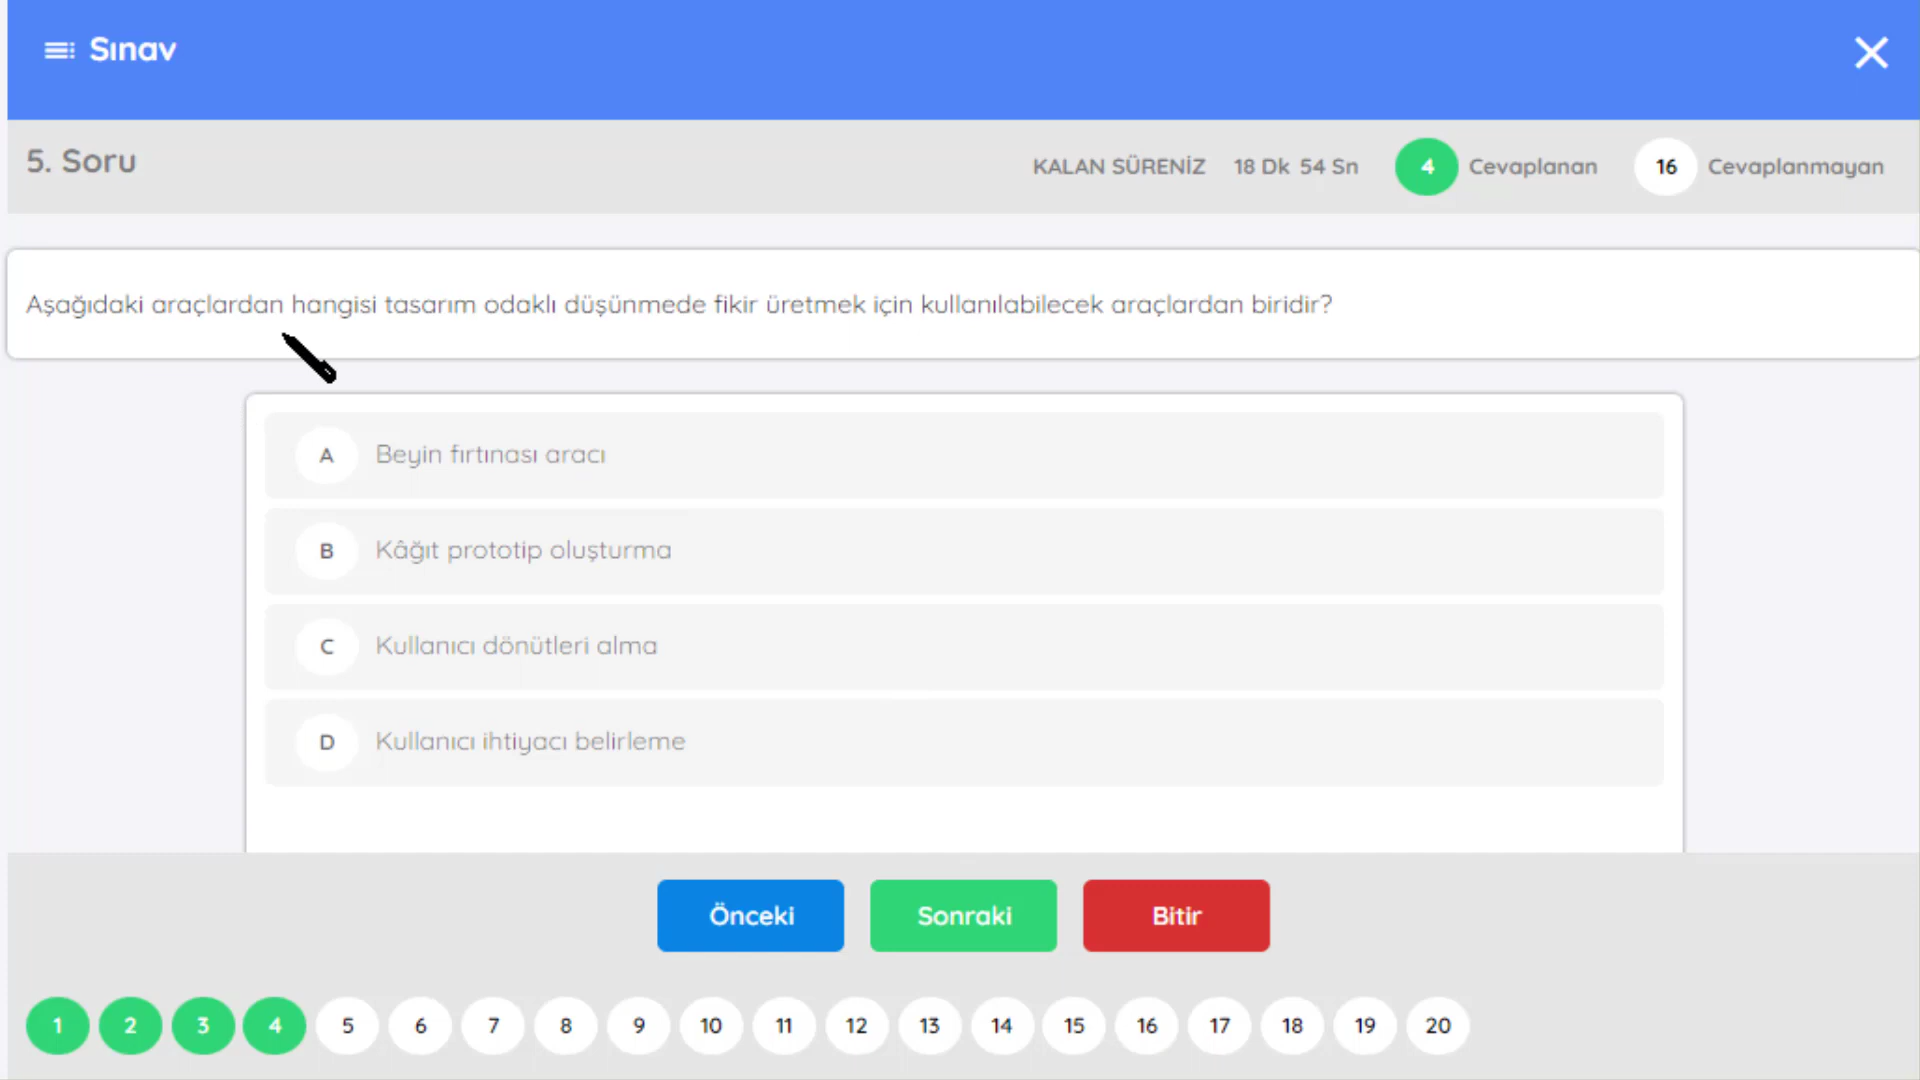 Sınav
5. Soru
KALAN SÜRENİZ 18 Dk 54 Sn 4 Cevaplanan 16 Cevaplanmayan
Aşağıdaki araçlardan hangisi tasarım odaklı düşünmede fikir üretmek için kullanılabilecek araçlardan biridir?
A Beyin fırtınası aracı
B Kâğıt prototip oluşturma
C Kullanıcı dönütleri alma
D Kullanıcı ihtiyacı belirleme
Önceki Sonraki Bitir
1 2 3 4 5 6 7 8 9 10 11 12 13 14 15 16 17 18 19 20